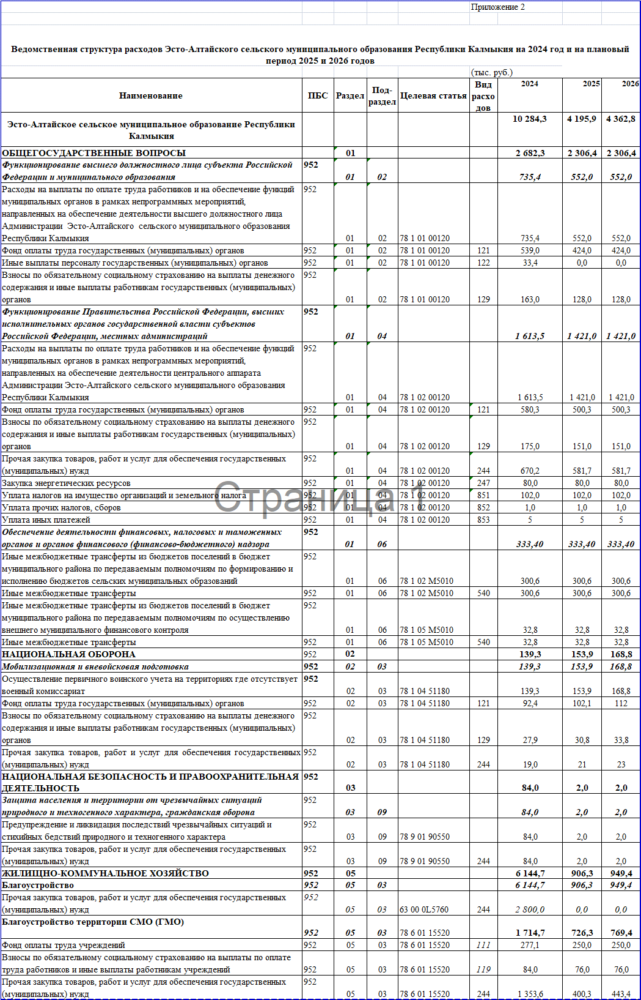 Приложение 2
Ведомственная структура расходов Эсто-Алтайского сельского муниципального образования Республики Калмыкия на 2024 год и на плановый
период 2025 и 2026 годов
(тыс. руб.)
Наименование ПБС Раздел Под-раздел Целевая статья Вид расходов 2024 2025 2026
Эсто-Алтайское сельское муниципальное образование Республики 10 284,3 4 195,9 4 362,8
Калмыкия
ОБЩЕГОСУДАРСТВЕННЫЕ ВОПРОСЫ 01 2 682,3 2 306,4 2 306,4
Функционирование высшего должностного лица субъекта Российской 952
Федерации и муниципального образования 01 02 735,4 552,0 552,0
Расходы на выплаты по оплате труда работников и на обеспечение функций 952
муниципальных органов в рамках непрограммных мероприятий,
направленных на обеспечение деятельности высшего должностного лица
Администрации Эсто-Алтайского сельского муниципального образования
Республики Калмыкия 01 02 78 1 01 00120 735,4 552,0 552,0
Фонд оплаты труда государственных (муниципальных) органов 952 01 02 78 1 01 00120 121 539,0 424,0 424,0
Иные выплаты персоналу государственных (муниципальных) органов 952 01 02 78 1 01 00120 122 33,4 0,0 0,0
Взносы по обязательному социальному страхованию на выплаты денежного 952
содержания и иные выплаты работникам государственных (муниципальных)
органов 01 02 78 1 01 00120 129 163,0 128,0 128,0
Функционирование Правительства Российской Федерации, высших 952
исполнительных органов государственной власти субъектов
Российской Федерации, местных администраций 01 04 1 613,5 1 421,0 1 421,0
Расходы на выплаты по оплате труда работников и на обеспечение функций 952
муниципальных органов в рамках непрограммных мероприятий,
направленных на обеспечение деятельности центрального аппарата
Администрации Эсто-Алтайского сельского муниципального образования
Республики Калмыкия 01 04 78 1 02 00120 1 613,5 1 421,0 1 421,0
Фонд оплаты труда государственных (муниципальных) органов 952 01 04 78 1 02 00120 121 580,3 500,3 500,3
Взносы по обязательному социальному страхованию на выплаты денежного 952
содержания и иные выплаты работникам государственных (муниципальных)
органов 01 04 78 1 02 00120 129 175,0 151,0 151,0
Прочая закупка товаров, работ и услуг для обеспечения государственных 952
(муниципальных) нужд 01 04 78 1 02 00120 244 670,2 581,7 581,7
Закупка энергетических ресурсов 952 01 04 78 1 02 00120 247 80,0 80,0 80,0
Уплата налогов на имущество организаций и земельного налога 952 01 04 78 1 02 00120 851 102,0 102,0 102,0
Страница 1
Уплата прочих налогов, сборов 952 01 04 78 1 02 00120 852 1,0 1,0 1,0
Уплата иных платежей 952 01 04 78 1 02 00120 853 5 5 5
Обеспечение деятельности финансовых, налоговых и таможенных 952
органов и органов финансового (финансово-бюджетного) надзора 01 06 333,40 333,40 333,40
Иные межбюджетные трансферты из бюджетов поселений в бюджет 952
муниципального района по передаваемым полномочиям по формированию и
исполнению бюджетов сельских муниципальных образований 01 06 78 1 02 М5010 300,6 300,6 300,6
Иные межбюджетные трансферты 952 01 06 78 1 02 М5010 540 300,6 300,6 300,6
Иные межбюджетные трансферты из бюджетов поселений в бюджет 952
муниципального района по передаваемым полномочиям по осуществлению
внешнего муниципального финансового контроля 01 06 78 1 05 М5010 32,8 32,8 32,8
Иные межбюджетные трансферты 952 01 06 78 1 05 М5010 540 32,8 32,8 32,8
НАЦИОНАЛЬНАЯ ОБОРОНА 952 02 139,3 153,9 168,8
Мобилизационная и вневойсковая подготовка 952 02 03 139,3 153,9 168,8
Осуществление первичного воинского учета на территориях где отсутствует 952
военный комиссариат 02 03 78 1 04 51180 139,3 153,9 168,8
Фонд оплаты труда государственных (муниципальных) органов 952 02 03 78 1 04 51180 121 92,4 102,1 112
Взносы по обязательному социальному страхованию на выплаты денежного 952
содержания и иные выплаты работникам государственных (муниципальных)
органов 02 03 78 1 04 51180 129 27,9 30,8 33,8
Прочая закупка товаров, работ и услуг для обеспечения государственных 952
(муниципальных) нужд 02 03 78 1 04 51180 244 19,0 21 23
НАЦИОНАЛЬНАЯ БЕЗОПАСНОСТЬ И ПРАВООХРАНИТЕЛЬНАЯ 952
ДЕЯТЕЛЬНОСТЬ 03 84,0 2,0 2,0
Защита населения и территории от чрезвычайных ситуаций 952
природного и техногенного характера, гражданская оборона 03 09 84,0 2,0 2,0
Предупреждение и ликвидация последствий чрезвычайных ситуаций и 952
стихийных бедствий природного и техногенного характера 03 09 78 9 01 90550 84,0 2,0 2,0
Прочая закупка товаров, работ и услуг для обеспечения государственных 952
(муниципальных) нужд 03 09 78 9 01 90550 244 84,0 2,0 2,0
ЖИЛИЩНО-КОММУНАЛЬНОЕ ХОЗЯЙСТВО 952 05 6 144,7 906,3 949,4
Благоустройство 952 05 03 6 144,7 906,3 949,4
Прочая закупка товаров, работ и услуг для обеспечения государственных 952
(муниципальных) нужд 05 03 63 00 0L5760 244 2 800,0 0,0 0,0
Благоустройство территории СМО (ГМО)
952 05 03 78 6 01 15520 1 714,7 726,3 769,4
Фонд оплаты труда учреждений 952 05 03 78 6 01 15520 111 277,1 250,0 250,0
Взносы по обязательному социальному страхованию на выплаты по оплате
труда работников и иные выплаты работникам учреждений 952 05 03 78 6 01 15520 119 84,0 76,0 76,0
Прочая закупка товаров, работ и услуг для обеспечения государственных 952
(муниципальных) нужд 05 03 78 6 01 15520 244 1 353,6 400,3 443,4